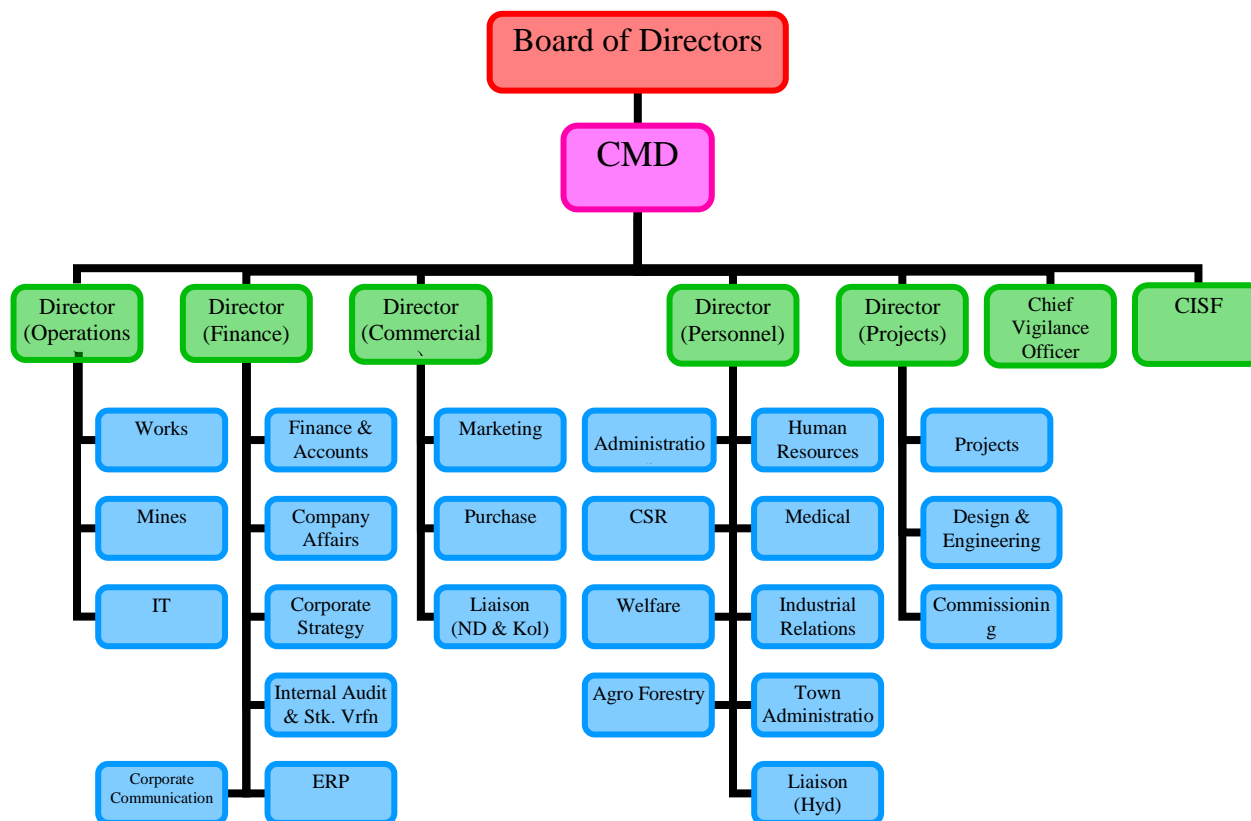 Board of Directors
CMD
Director
(Operations
Director
(Finance)
Director
(Commercial
)
Director
(Personnel)
Director
(Projects)
Chief
Vigilance
Officer
CISF
Works
Finance &
Accounts
Marketing
Administratio
Human
Resources
Projects
Mines
Company
Affairs
Purchase
CSR
Medical
Design &
Engineering
IT
Corporate
Strategy
Liaison
(ND & Kol)
Welfare
Industrial
Relations
Commissionin
g
Internal Audit
& Stk. Vrfn
Agro Forestry
Town
Administratio
Corporate
Communication
ERP
Liaison
(Hyd)